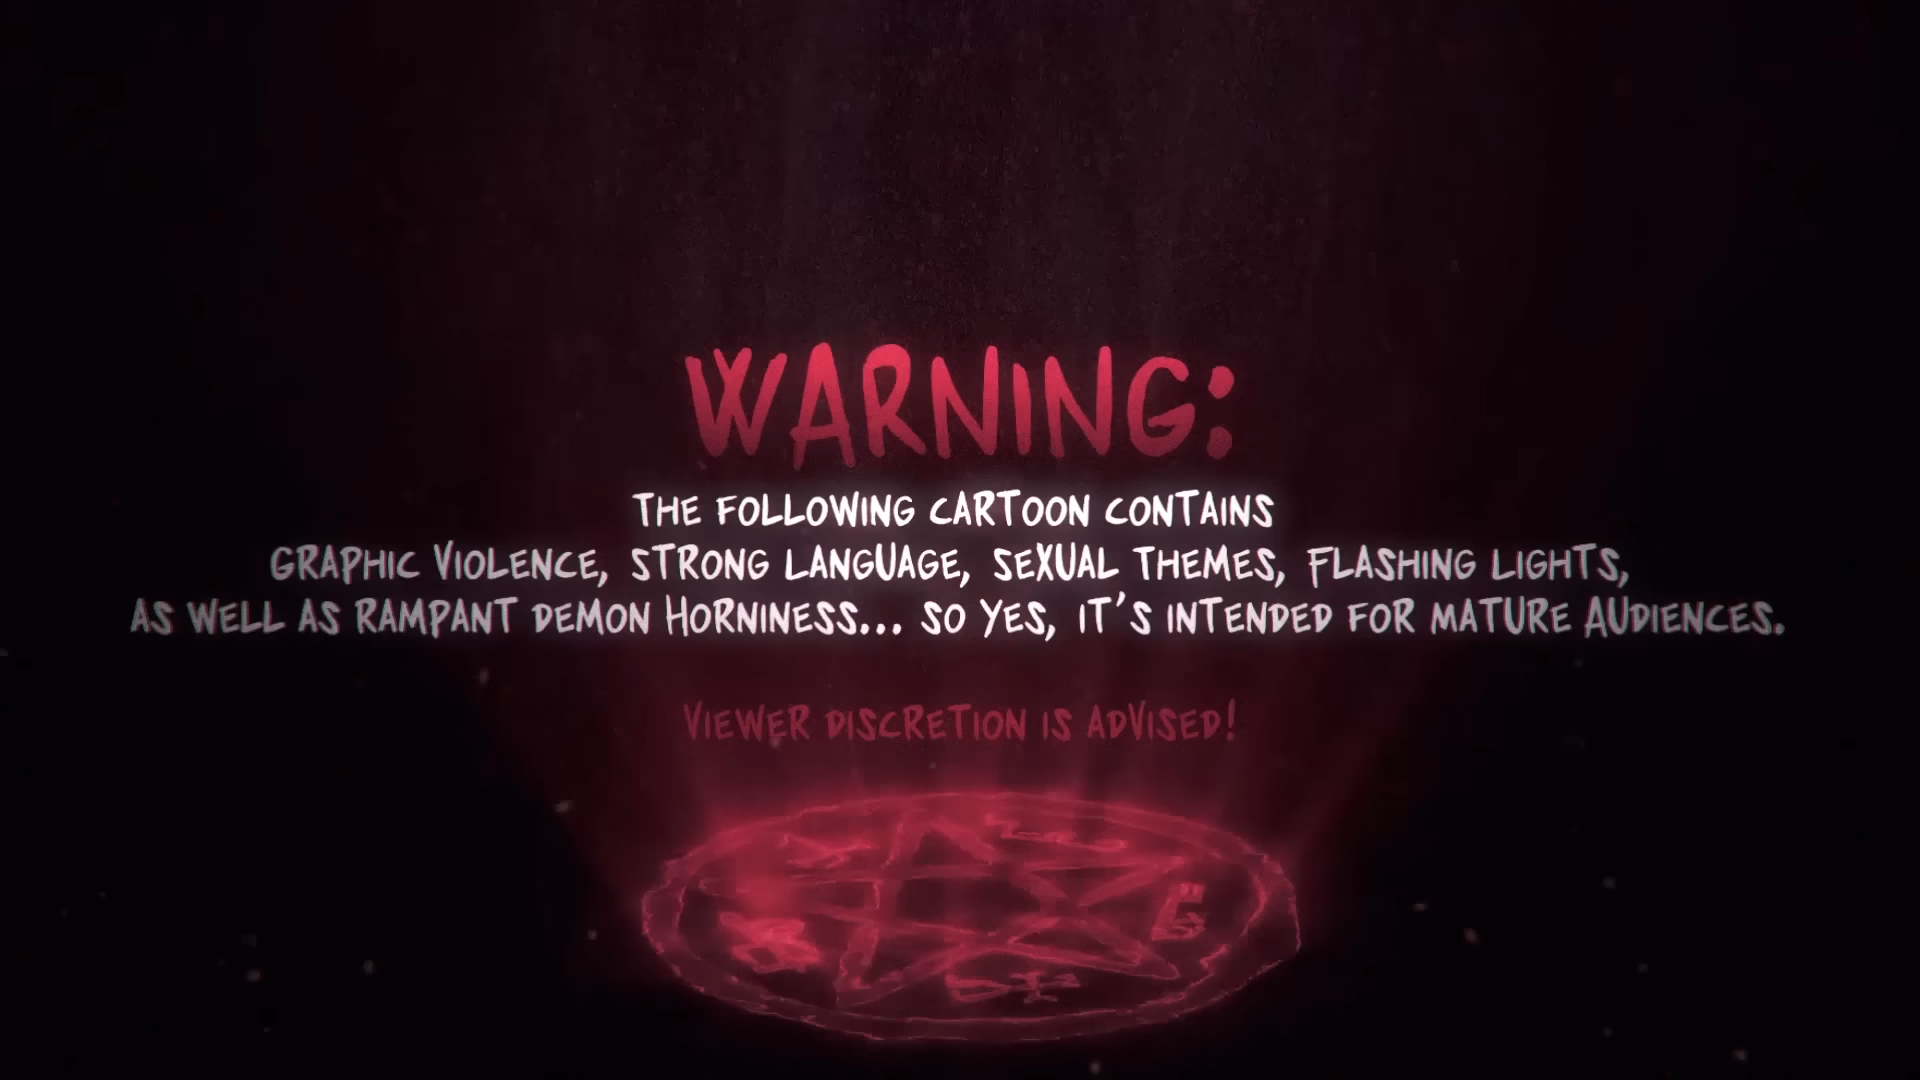 WARNING:
THE FOLLOWING CARTOON CONTAINS
GRAPHIC VIOLENCE, STRONG LANGUAGE, SEXUAL THEMES, FLASHING LIGHTS,
AS WELL AS RAMPANT DEMON HORNINESS... SO YES, IT'S INTENDED FOR MATURE AUDIENCES.
VIEWER DISCRETION IS ADVISED!